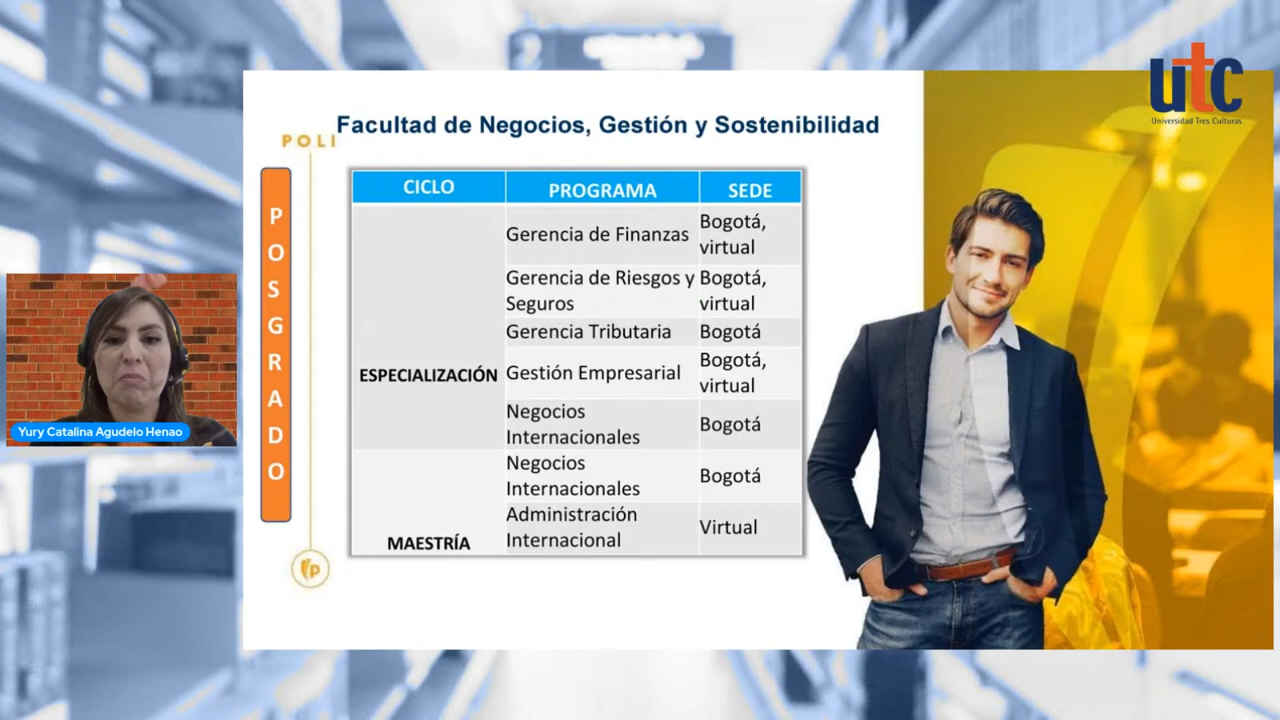 utc
Universidad Tres Culturas
Facultad de Negocios, Gestión y Sostenibilidad
POLI
POSGRADO
CICLO PROGRAMA SEDE
ESPECIALIZACIÓN
Gerencia de Finanzas
Bogotá,
virtual
Gerencia de Riesgos y
Seguros
Bogotá,
virtual
Gerencia Tributaria
Bogotá
Gestión Empresarial
Bogotá,
virtual
Negocios
Internacionales
Bogotá
MAESTRÍA
Negocios
Internacionales
Bogotá
Administración
Internacional
Virtual
P
Yury Catalina Agudelo Henao